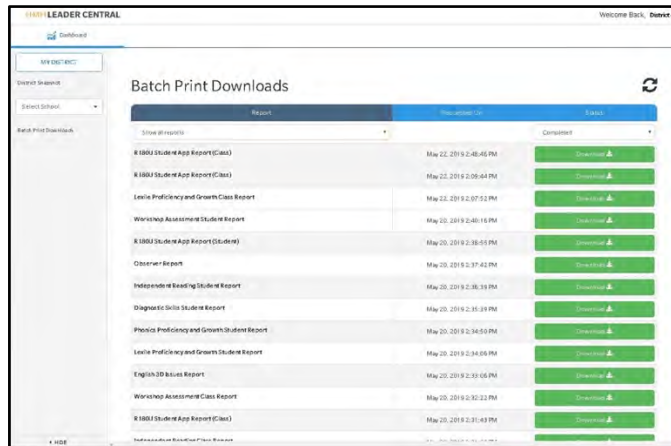 LEADER CENTRAL
Welcome Back, District
Dashboard
MY DISTRICT
District Snapshot
Select School
Batch Print Downloads
Batch Print Downloads
Report Requested On Status
Show all reports Completed
R180U Student App Report (Class) May 22, 2019 2:48:46 PM Download
R180U Student App Report (Class) May 22, 2019 2:09:44 PM Download
Lexile Proficiency and Growth Class Report May 22, 2019 2:07:52 PM Download
Workshop Assessment Student Report May 20, 2019 2:40:16 PM Download
R180U Student App Report (Student) May 20, 2019 2:38:55 PM Download
Observer Report May 20, 2019 2:37:42 PM Download
Independent Reading Student Report May 20, 2019 2:36:39 PM Download
Diagnostic Skills Student Report May 20, 2019 2:35:39 PM Download
Phonics Proficiency and Growth Student Report May 20, 2019 2:34:50 PM Download
Lexile Proficiency and Growth Student Report May 20, 2019 2:34:06 PM Download
English 3D Issues Report May 20, 2019 2:33:06 PM Download
Workshop Assessment Class Report May 20, 2019 2:32:22 PM Download
R180U Student App Report (Class) May 20, 2019 2:31:43 PM Download
Independent Reading Class Report
HIDE